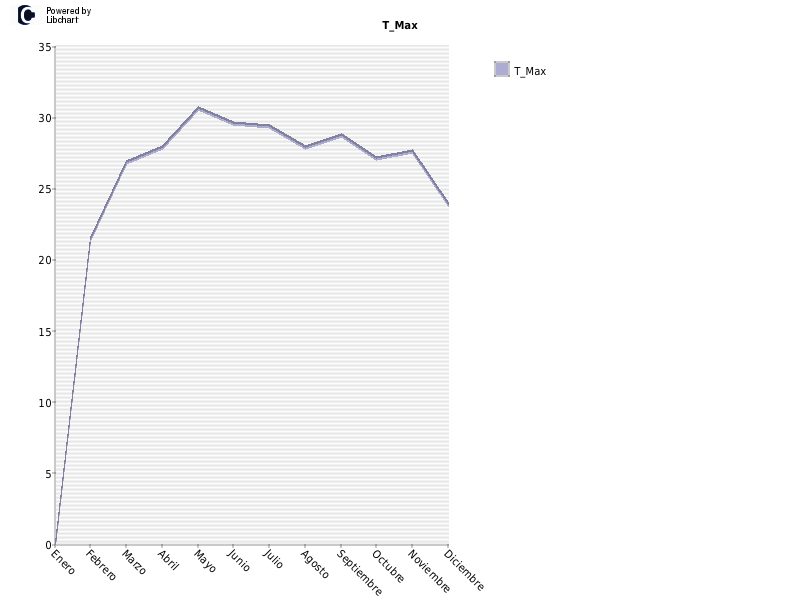 Powered by
Libchart
T_Max
T_Max
35
30
25
20
15
10
5
0
Enero
Febrero
Marzo
Abril
Mayo
Junio
Julio
Agosto
Septiembre
Octubre
Noviembre
Diciembre